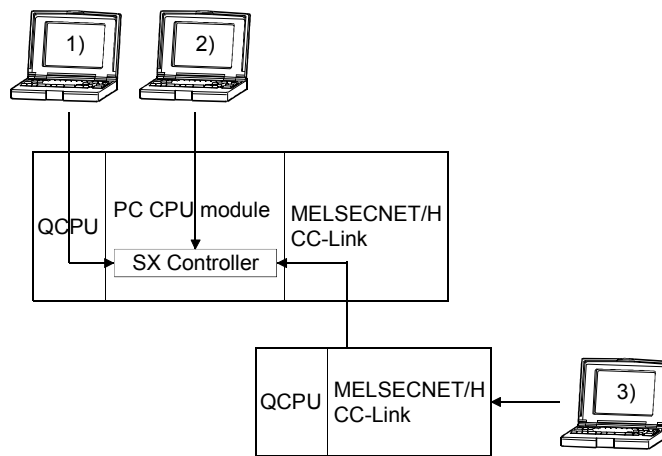 1)
2)
QCPU
PC CPU module
MELSECNET/H
CC-Link
SX Controller
QCPU
MELSECNET/H
CC-Link
3)